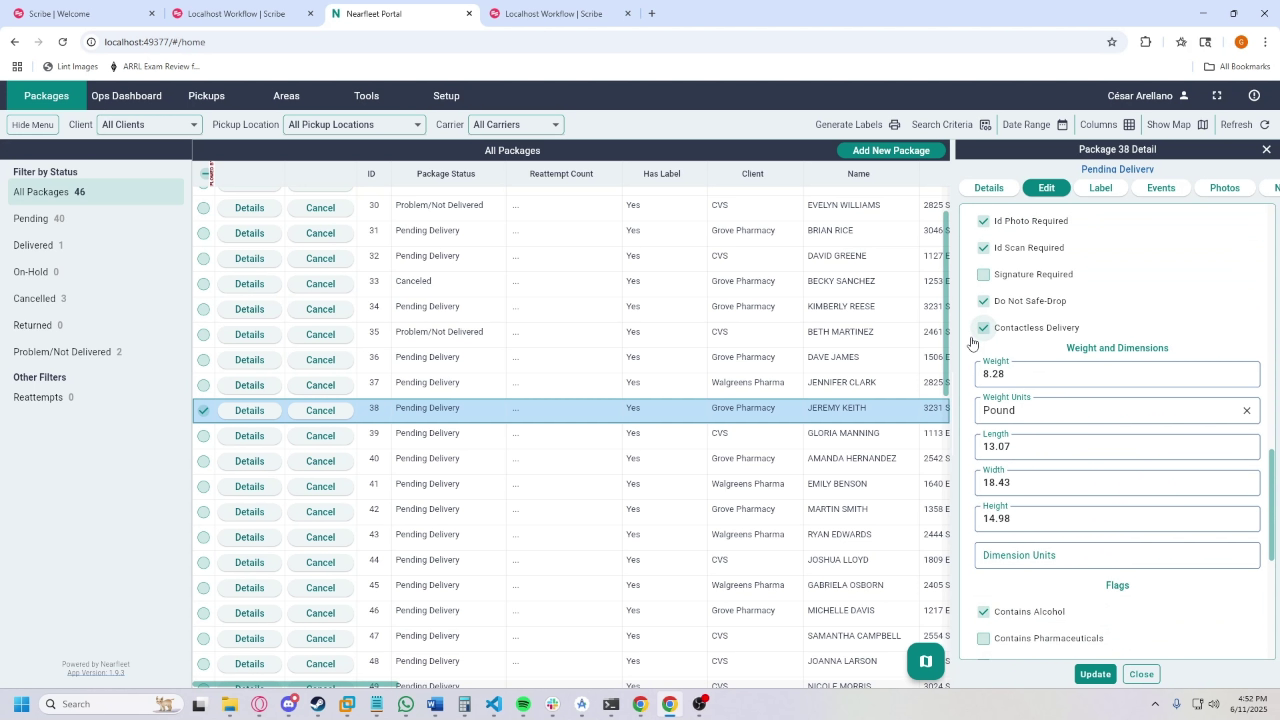 Scribe | Welcome
Localhost Workflow | Scribe
Nearfleet Portal
Localhost Workflow | Scribe
localhost:49377/#/home
Lint Images
ARRL Exam Review f...
All Bookmarks
Packages
Ops Dashboard
Pickups
Areas
Tools
Setup
César Arellano
Hide Menu
Client
All Clients
Pickup Location
All Pickup Locations
Carrier
All Carriers
Generate Labels
Search Criteria
Date Range
Columns
Show Map
Refresh
Filter by Status
All Packages 46
Pending 40
Delivered 1
On-Hold 0
Cancelled 3
Returned 0
Problem/Not Delivered 2
Other Filters
Reattempts 0
Powered by Nearfleet
App Version: 1.9.3
All Packages
Add New Package
ID Package Status Reattempt Count Has Label Client Name
Details Cancel 30 Problem/Not Delivered ... Yes CVS EVELYN WILLIAMS 2825 S
Details Cancel 31 Pending Delivery ... Yes Grove Pharmacy BRIAN RICE 3046
Details Cancel 32 Pending Delivery ... Yes CVS DAVID GREENE 1127 E
Details Cancel 33 Canceled ... Yes Grove Pharmacy BECKY SANCHEZ 1253
Details Cancel 34 Pending Delivery ... Yes Grove Pharmacy KIMBERLY REESE 3231 S
Details Cancel 35 Problem/Not Delivered ... Yes CVS BETH MARTINEZ 2461
Details Cancel 36 Pending Delivery ... Yes Grove Pharmacy DAVE JAMES 1506
Details Cancel 37 Pending Delivery ... Yes Walgreens Pharma JENNIFER CLARK 2825 S
Details Cancel 38 Pending Delivery ... Yes Grove Pharmacy JEREMY KEITH 3231 S
Details Cancel 39 Pending Delivery ... Yes CVS GLORIA MANNING 1113 E
Details Cancel 40 Pending Delivery ... Yes Grove Pharmacy AMANDA HERNANDEZ 2542 S
Details Cancel 41 Pending Delivery ... Yes Walgreens Pharma EMILY BENSON 1640 E
Details Cancel 42 Pending Delivery ... Yes Grove Pharmacy MARTIN SMITH 1358 E
Details Cancel 43 Pending Delivery ... Yes Walgreens Pharma RYAN EDWARDS 2444 S
Details Cancel 44 Pending Delivery ... Yes CVS JOSHUA LLOYD 1809 E
Details Cancel 45 Pending Delivery ... Yes Walgreens Pharma GABRIELA OSBORN 2405 S
Details Cancel 46 Pending Delivery ... Yes Grove Pharmacy MICHELLE DAVIS 1217 E
Details Cancel 47 Pending Delivery ... Yes CVS SAMANTHA CAMPBELL 2554 S
Details Cancel 48 Pending Delivery ... Yes CVS JOANNA LARSON 3027 S
49 Pending Delivery ... Yes Grove Pharmacy NICOLE MORRIS 3024 S
Package 38 Detail
Pending Delivery
Details
Edit
Label
Events
Photos
N
Id Photo Required
Id Scan Required
Signature Required
Do Not Safe-Drop
Contactless Delivery
Weight and Dimensions
Weight
8.28
Weight Units
Pound
Length
13.07
Width
18.43
Height
14.98
Dimension Units
Flags
Contains Alcohol
Contains Pharmaceuticals
Update
Close
Search
4:52 PM
6/11/2025